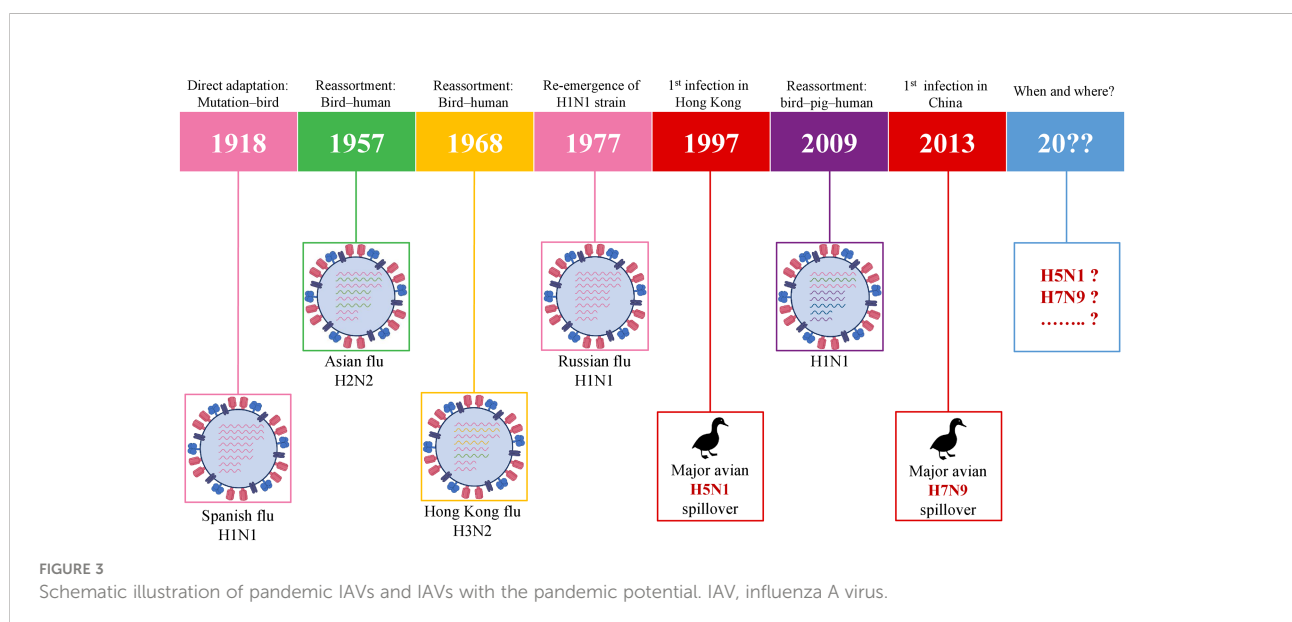 Direct adaptation:
Mutation–bird
Reassortment:
Bird–human
Reassortment:
Bird–human
Re-emergence of
H1N1 strain
1st infection in
Hong Kong
Reassortment:
bird–pig–human
1st infection in
China
When and where?
1918
1957
1968
1977
1997
2009
2013
20??
Spanish flu
H1N1
Asian flu
H2N2
Hong Kong flu
H3N2
Russian flu
H1N1
Major avian
H5N1
spillover
H1N1
Major avian
H7N9
spillover
H5N1 ?
H7N9 ?
…….. ?
FIGURE 3
Schematic illustration of pandemic IAVs and IAVs with the pandemic potential. IAV, influenza A virus.